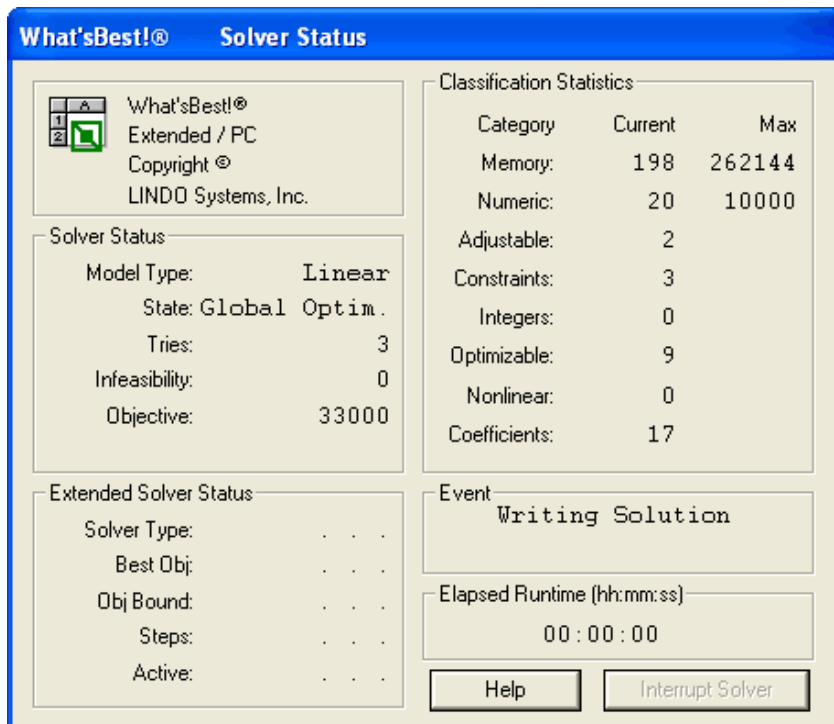 What'sBest!® Solver Status
A
1
2
What'sBest!®
Extended / PC
Copyright ©
LINDO Systems, Inc.
Solver Status
Model Type: Linear
State: Global Optim.
Tries: 3
Infeasibility: 0
Objective: 33000
Extended Solver Status
Solver Type: . . .
Best Obj: . . .
Obj Bound: . . .
Steps: . . .
Active: . . .
Classification Statistics
Category Current Max
Memory: 198 262144
Numeric: 20 10000
Adjustable: 2
Constraints: 3
Integers: 0
Optimizable: 9
Nonlinear: 0
Coefficients: 17
Event
Writing Solution
Elapsed Runtime (hh:mm:ss)
00:00:00
Help Interrupt Solver